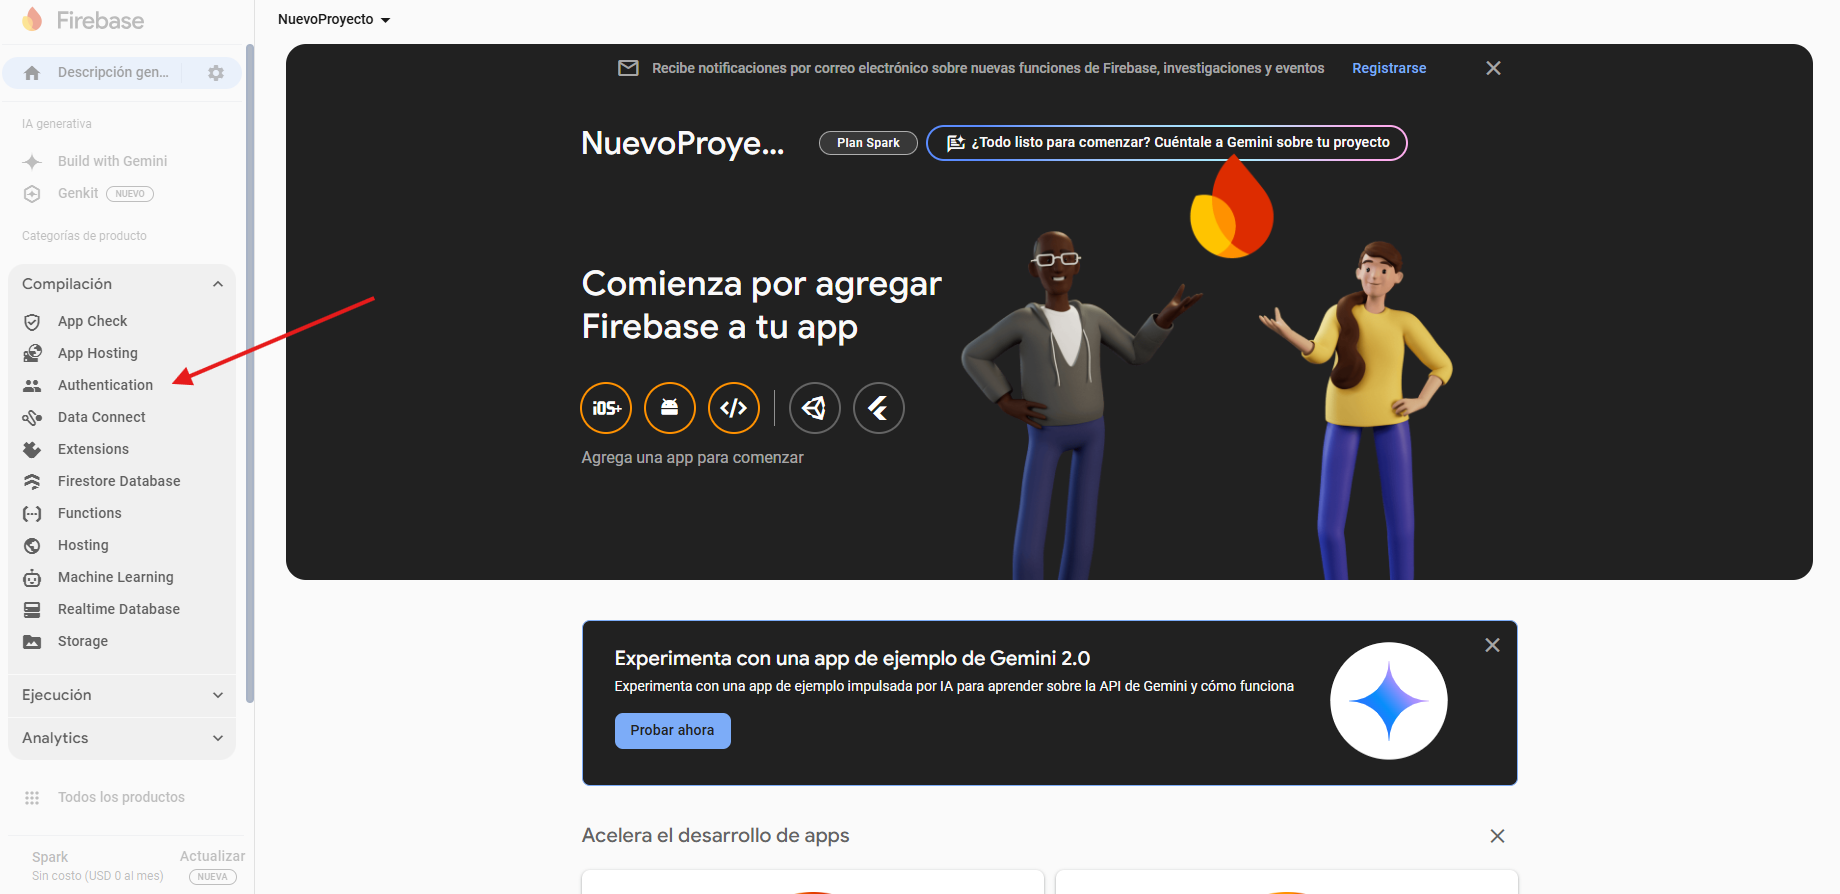 Firebase
Descripción gen...
IA generativa
Build with Gemini
Genkit NUEVO
Categorías de producto
Compilación
App Check
App Hosting
Authentication
Data Connect
Extensions
Firestore Database
Functions
Hosting
Machine Learning
Realtime Database
Storage
Ejecución
Analytics
Todos los productos
Spark Actualizar
Sin costo (USD 0 al mes) NUEVA
NuevoProyecto
Recibe notificaciones por correo electrónico sobre nuevas funciones de Firebase, investigaciones y eventos Registrarse
NuevoProye... Plan Spark ¿Todo listo para comenzar? Cuéntale a Gemini sobre tu proyecto
Comienza por agregar
Firebase a tu app
iOS+
Agrega una app para comenzar
Experimenta con una app de ejemplo de Gemini 2.0
Experimenta con una app de ejemplo impulsada por IA para aprender sobre la API de Gemini y cómo funciona
Probar ahora
Acelera el desarrollo de apps